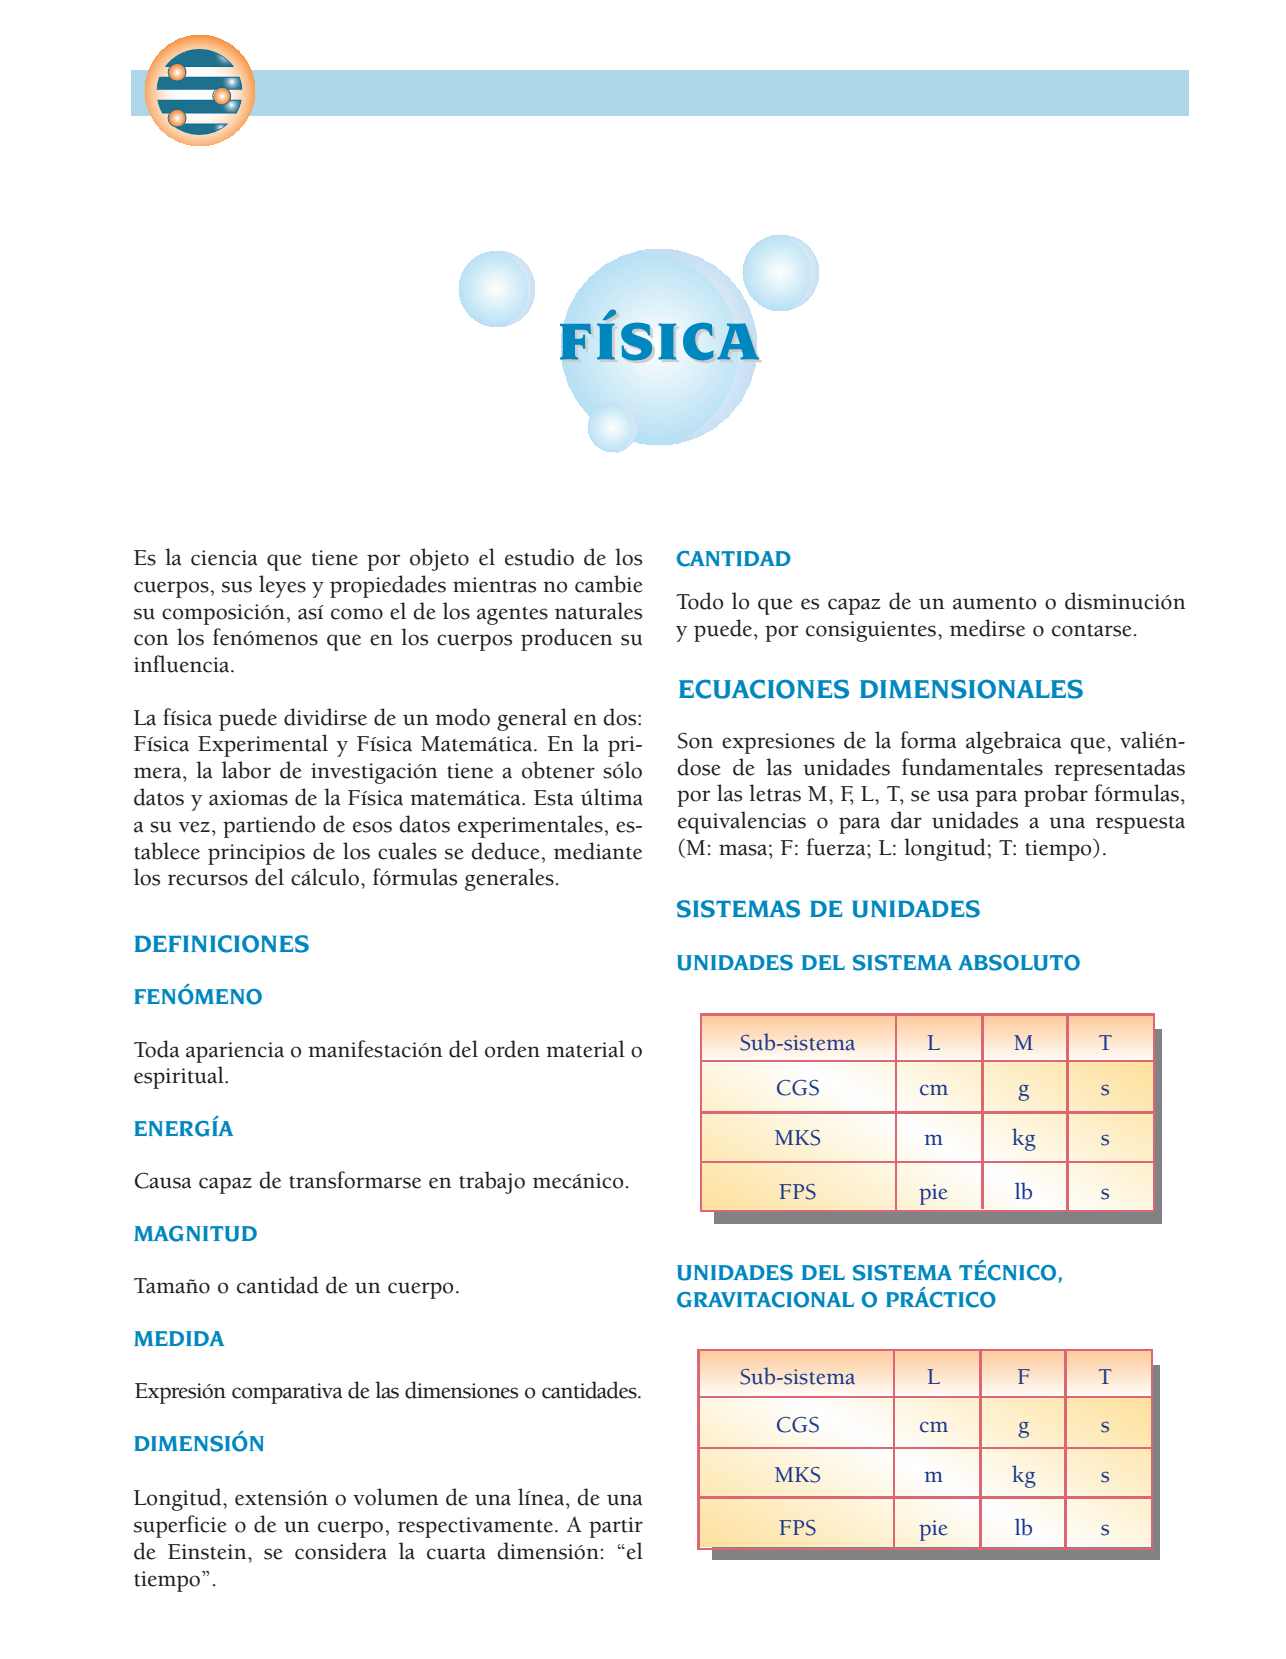 FÍSICA
Es la ciencia que tiene por objeto el estudio de los
cuerpos, sus leyes y propiedades mientras no cambie
su composición, así como el de los agentes naturales
con los fenómenos que en los cuerpos producen su
influencia.
La física puede dividirse de un modo general en dos:
Física Experimental y Física Matemática. En la pri-
mera, la labor de investigación tiene a obtener sólo
datos y axiomas de la Física matemática. Esta última
a su vez, partiendo de esos datos experimentales, es-
tablece principios de los cuales se deduce, mediante
los recursos del cálculo, fórmulas generales.
DEFINICIONES
FENÓMENO
Toda apariencia o manifestación del orden material o
espiritual.
ENERGÍA
Causa capaz de transformarse en trabajo mecánico.
MAGNITUD
Tamaño o cantidad de un cuerpo.
MEDIDA
Expresión comparativa de las dimensiones o cantidades.
DIMENSIÓN
Longitud, extensión o volumen de una línea, de una
superficie o de un cuerpo, respectivamente. A partir
de Einstein, se considera la cuarta dimensión: “el
tiempo”.
CANTIDAD
Todo lo que es capaz de un aumento o disminución
y puede, por consiguientes, medirse o contarse.
ECUACIONES DIMENSIONALES
Son expresiones de la forma algebraica que, valién-
dose de las unidades fundamentales representadas
por las letras M, F, L, T, se usa para probar fórmulas,
equivalencias o para dar unidades a una respuesta
(M: masa; F: fuerza; L: longitud; T: tiempo).
SISTEMAS DE UNIDADES
UNIDADES DEL SISTEMA ABSOLUTO
Sub-sistema L M T
CGS cm g s
MKS m kg s
FPS pie lb s
UNIDADES DEL SISTEMA TÉCNICO,
GRAVITACIONAL O PRÁCTICO
Sub-sistema L F T
CGS cm g s
MKS m kg s
FPS pie lb s